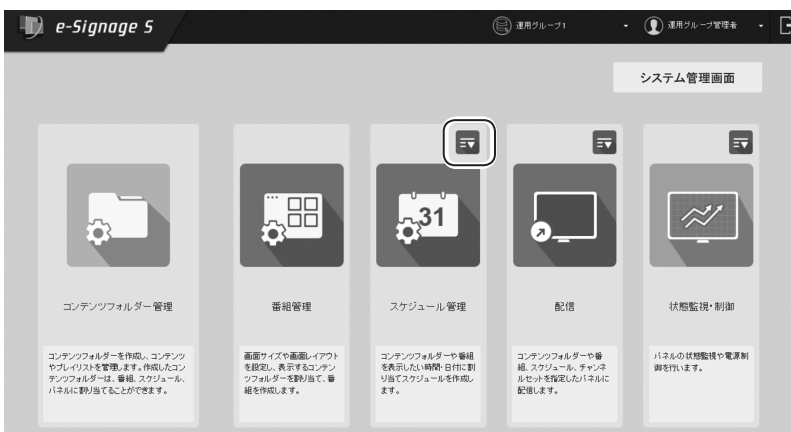 e-Signage S
運用グループ1
運用グループ管理者
システム管理画面
31
コンテンツフォルダー管理
番組管理
スケジュール管理
配信
状態監視・制御
コンテンツフォルダーを作成し、コンテンツ
やプレイリストを管理します。作成したコン
テンツフォルダーは、番組、スケジュール、
パネルに割り当てることができます。
画面サイズや画面レイアウト
を設定し、表示するコンテン
ツフォルダーを割り当て、番
組を作成します。
コンテンツフォルダーや番組
を表示したい時間・日付に割
り当てスケジュールを作成し
ます。
コンテンツフォルダーや番
組、スケジュール、チャンネ
ルセットを指定したパネルに
配信します。
パネルの状態監視や電源制
御を行います。